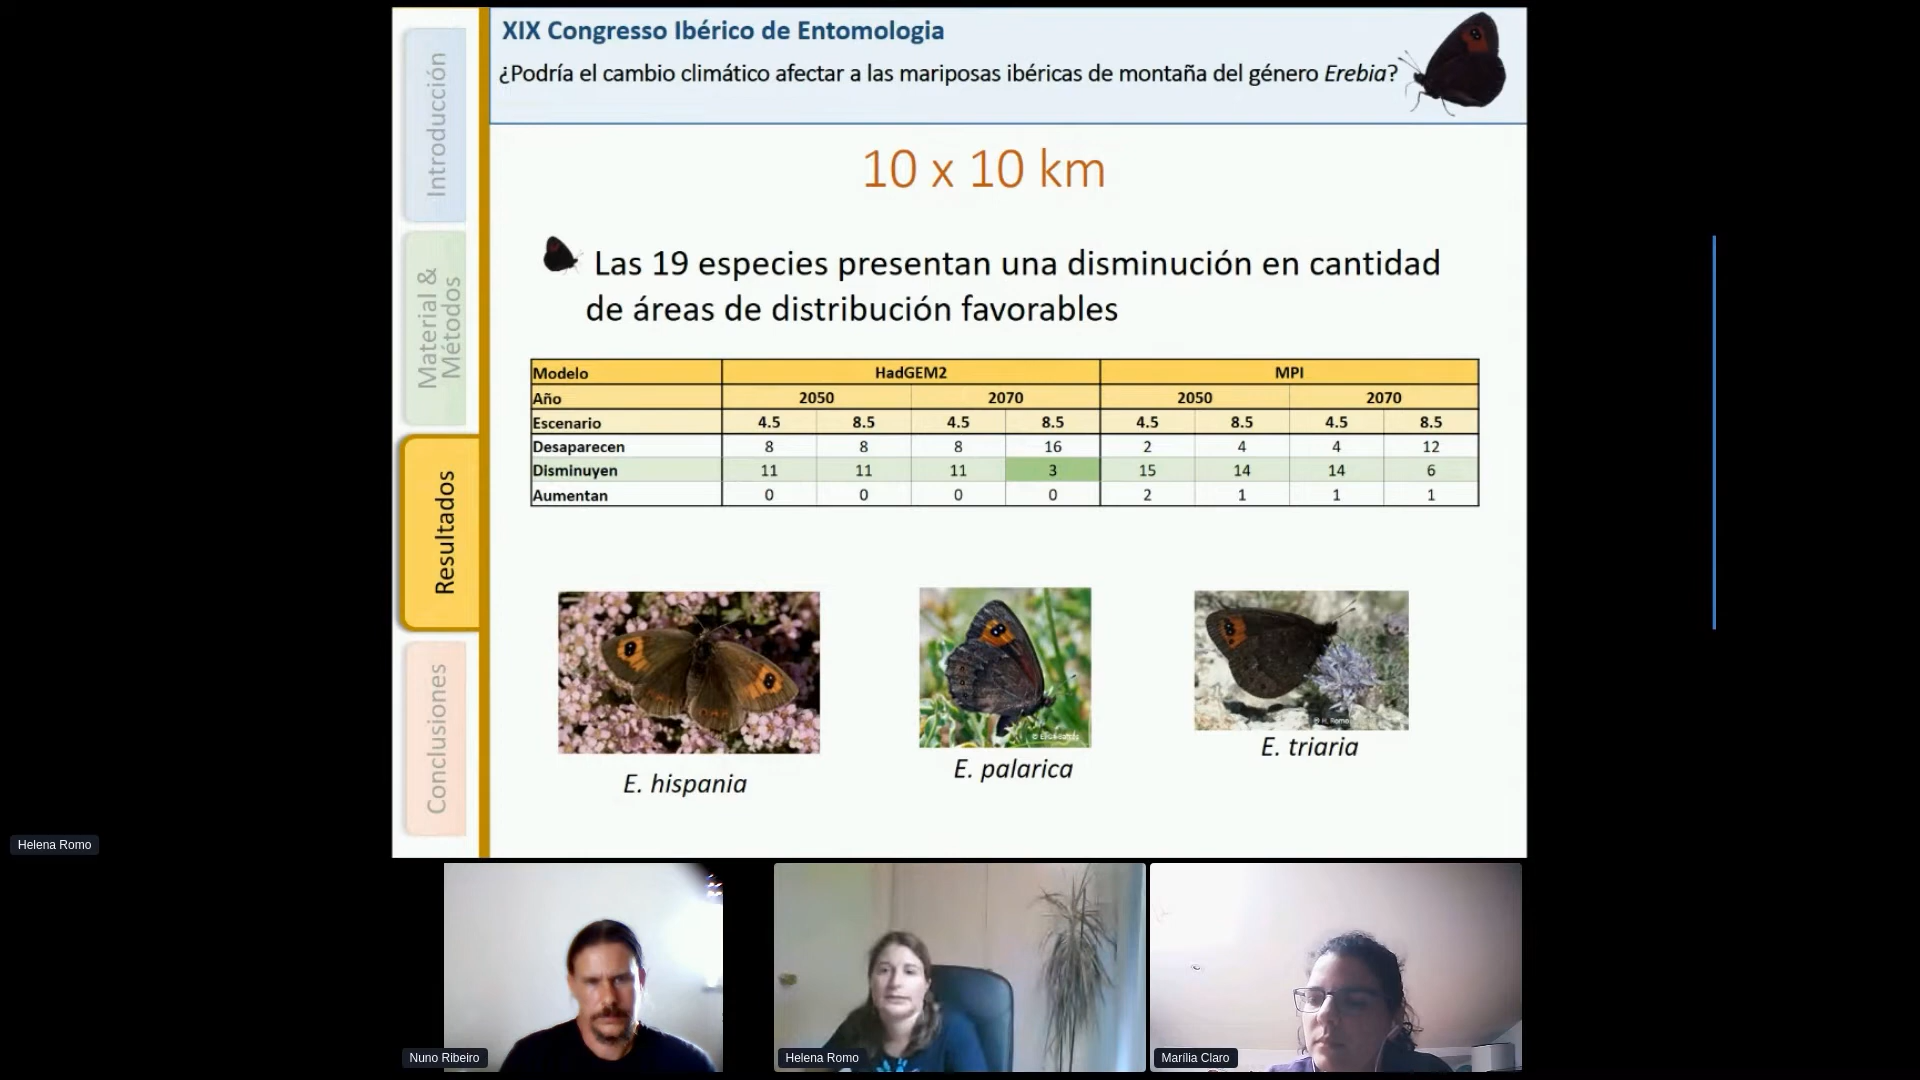 XIX Congresso Ibérico de Entomologia
¿Podría el cambio climático afectar a las mariposas ibéricas de montaña del género Erebia?
Introducción
Material &
Métodos
Resultados
Conclusiones
10 x 10 km
Las 19 especies presentan una disminución en cantidad
de áreas de distribución favorables
Modelo HadGEM2 MPI
Año 2050 2070 2050 2070
Escenario 4.5 8.5 4.5 8.5 4.5 8.5 4.5 8.5
Desaparecen 8 8 8 16 2 4 4 12
Disminuyen 11 11 11 3 15 14 14 6
Aumentan 0 0 0 0 2 1 1 1
© H. Romo
E. hispania
E. palarica
E. triaria
Helena Romo
Nuno Ribeiro
Helena Romo
Marília Claro